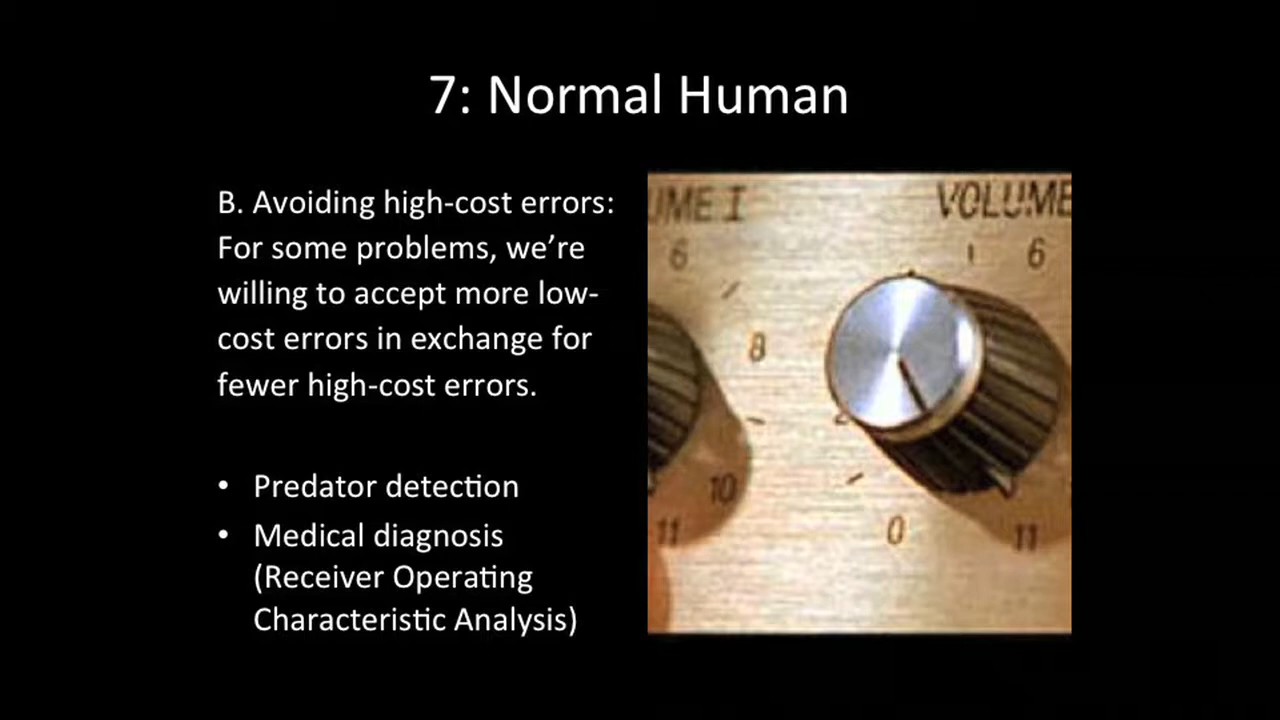 7: Normal Human
B. Avoiding high-cost errors:
For some problems, we’re
willing to accept more low-
cost errors in exchange for
fewer high-cost errors.
• Predator detection
• Medical diagnosis
(Receiver Operating
Characteristic Analysis)
UME I
VOLUME
6
6
8
2
10
0
11
11